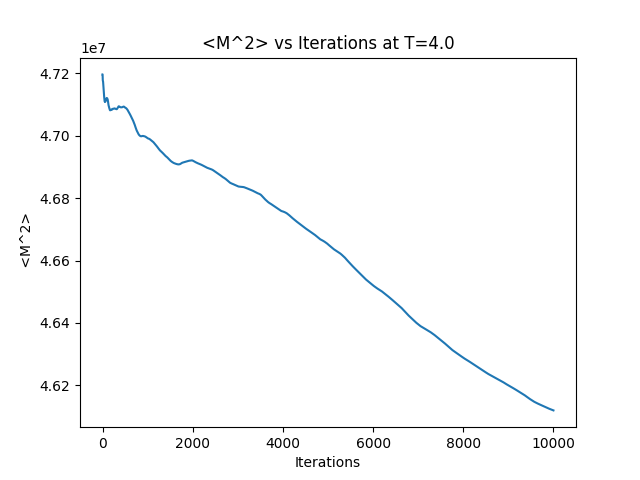 <M^2> vs Iterations at T=4.0
1e7
4.72
4.70
4.68
4.66
4.64
4.62
<M^2>
0 2000 4000 6000 8000 10000
Iterations